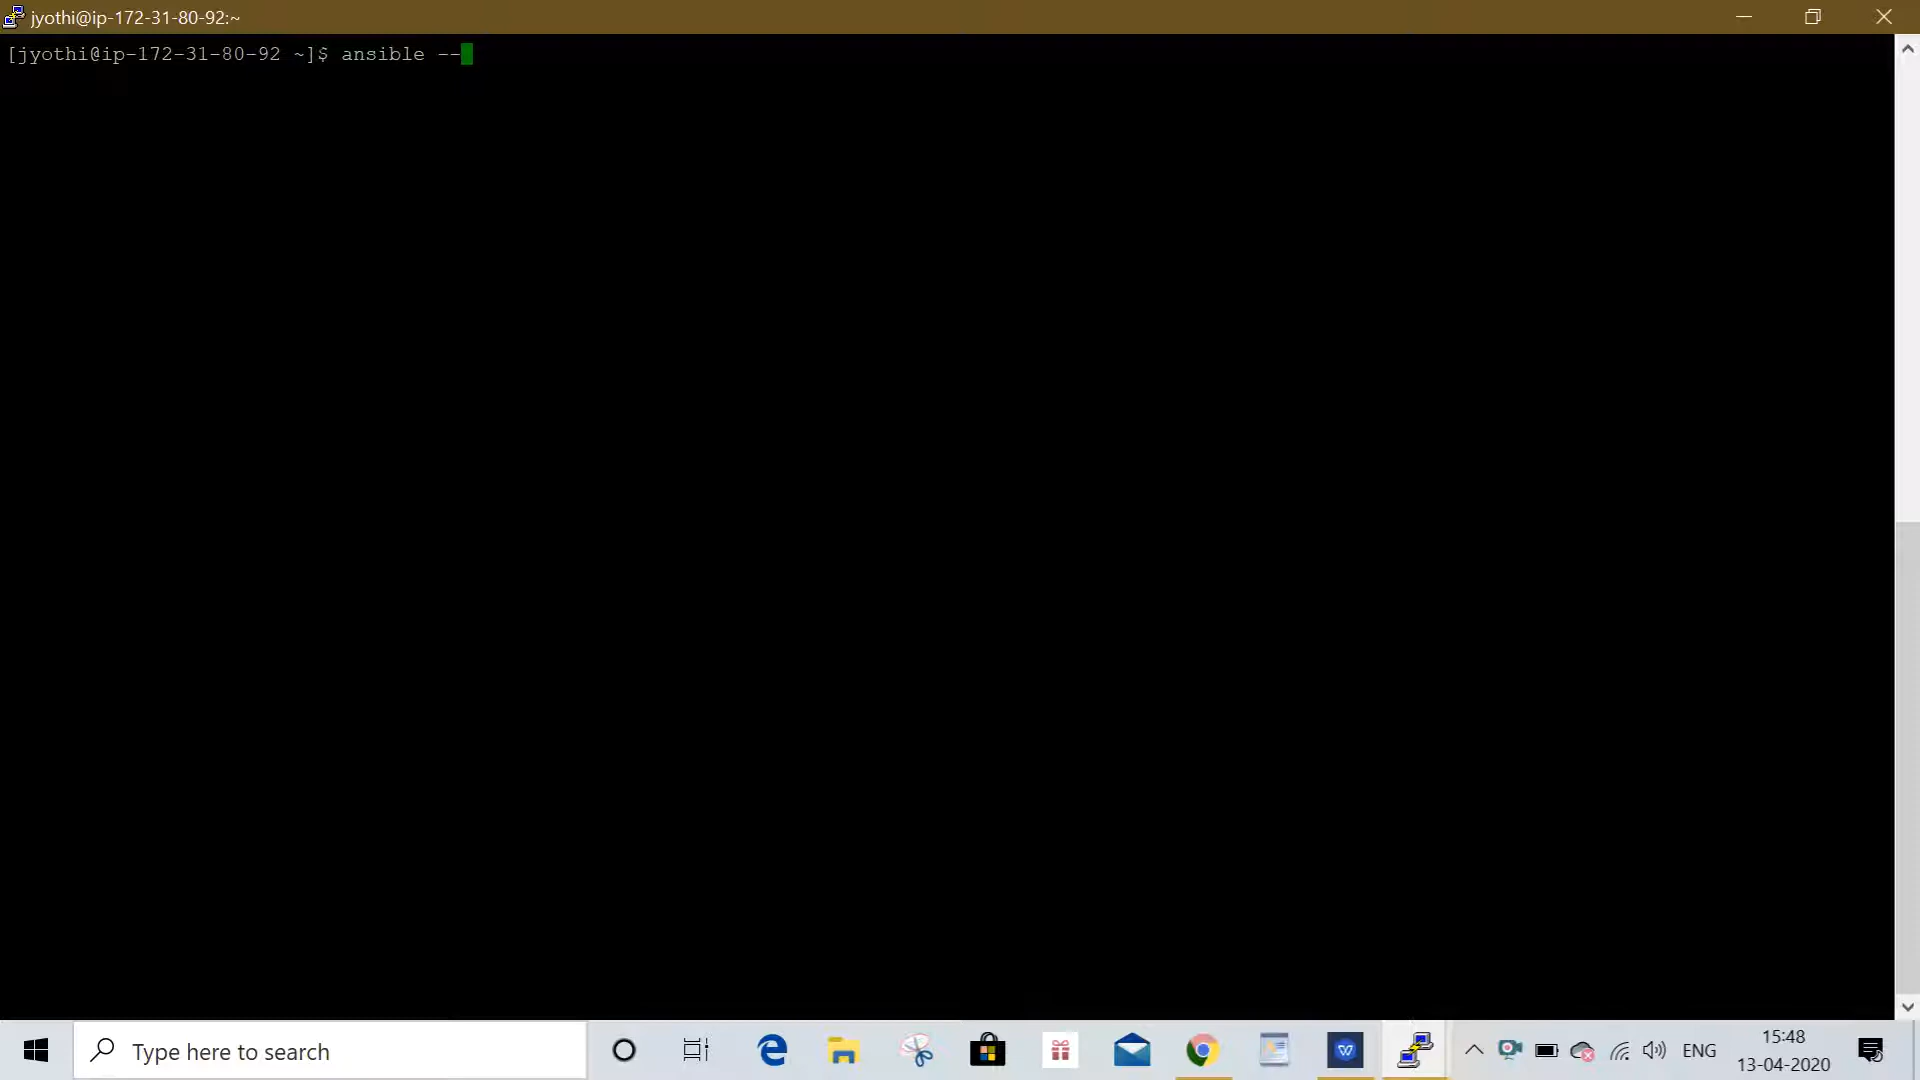 jyothi@ip-172-31-80-92:~
[jyothi@ip-172-31-80-92 ~]$ ansible --
Type here to search
ENG
15:48
13-04-2020